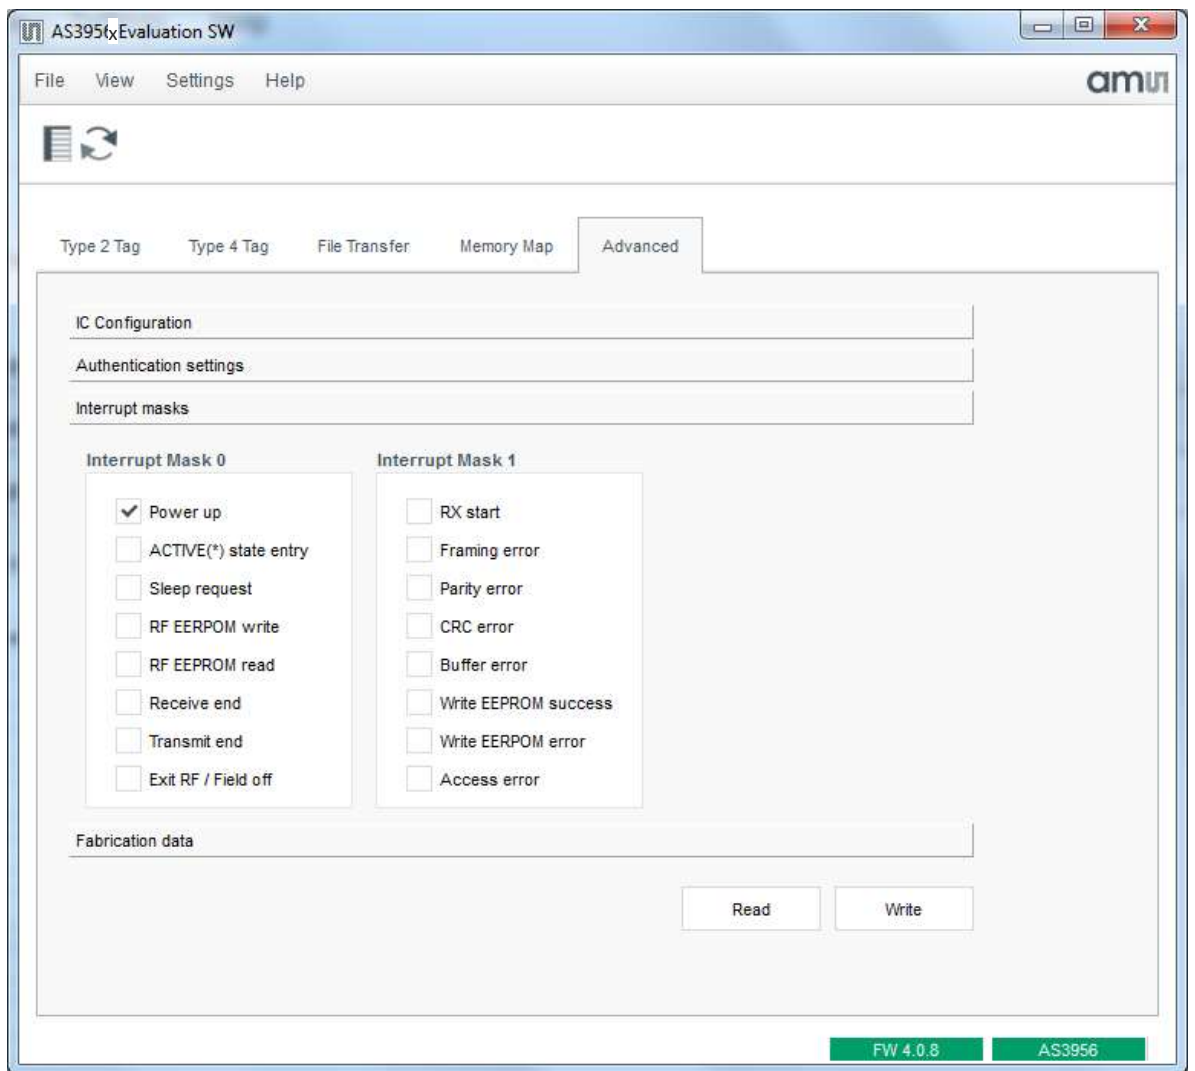 AS3956x Evaluation SW
File View Settings Help
amu
Type 2 Tag Type 4 Tag File Transfer Memory Map Advanced
IC Configuration
Authentication settings
Interrupt masks
Interrupt Mask 0 Interrupt Mask 1
Power up RX start
ACTIVE(*) state entry Framing error
Sleep request Parity error
RF EERPOM write CRC error
RF EEPROM read Buffer error
Receive end Write EEPROM success
Transmit end Write EERPOM error
Exit RF / Field off Access error
Fabrication data
Read Write
FW 4.0.8 AS3956